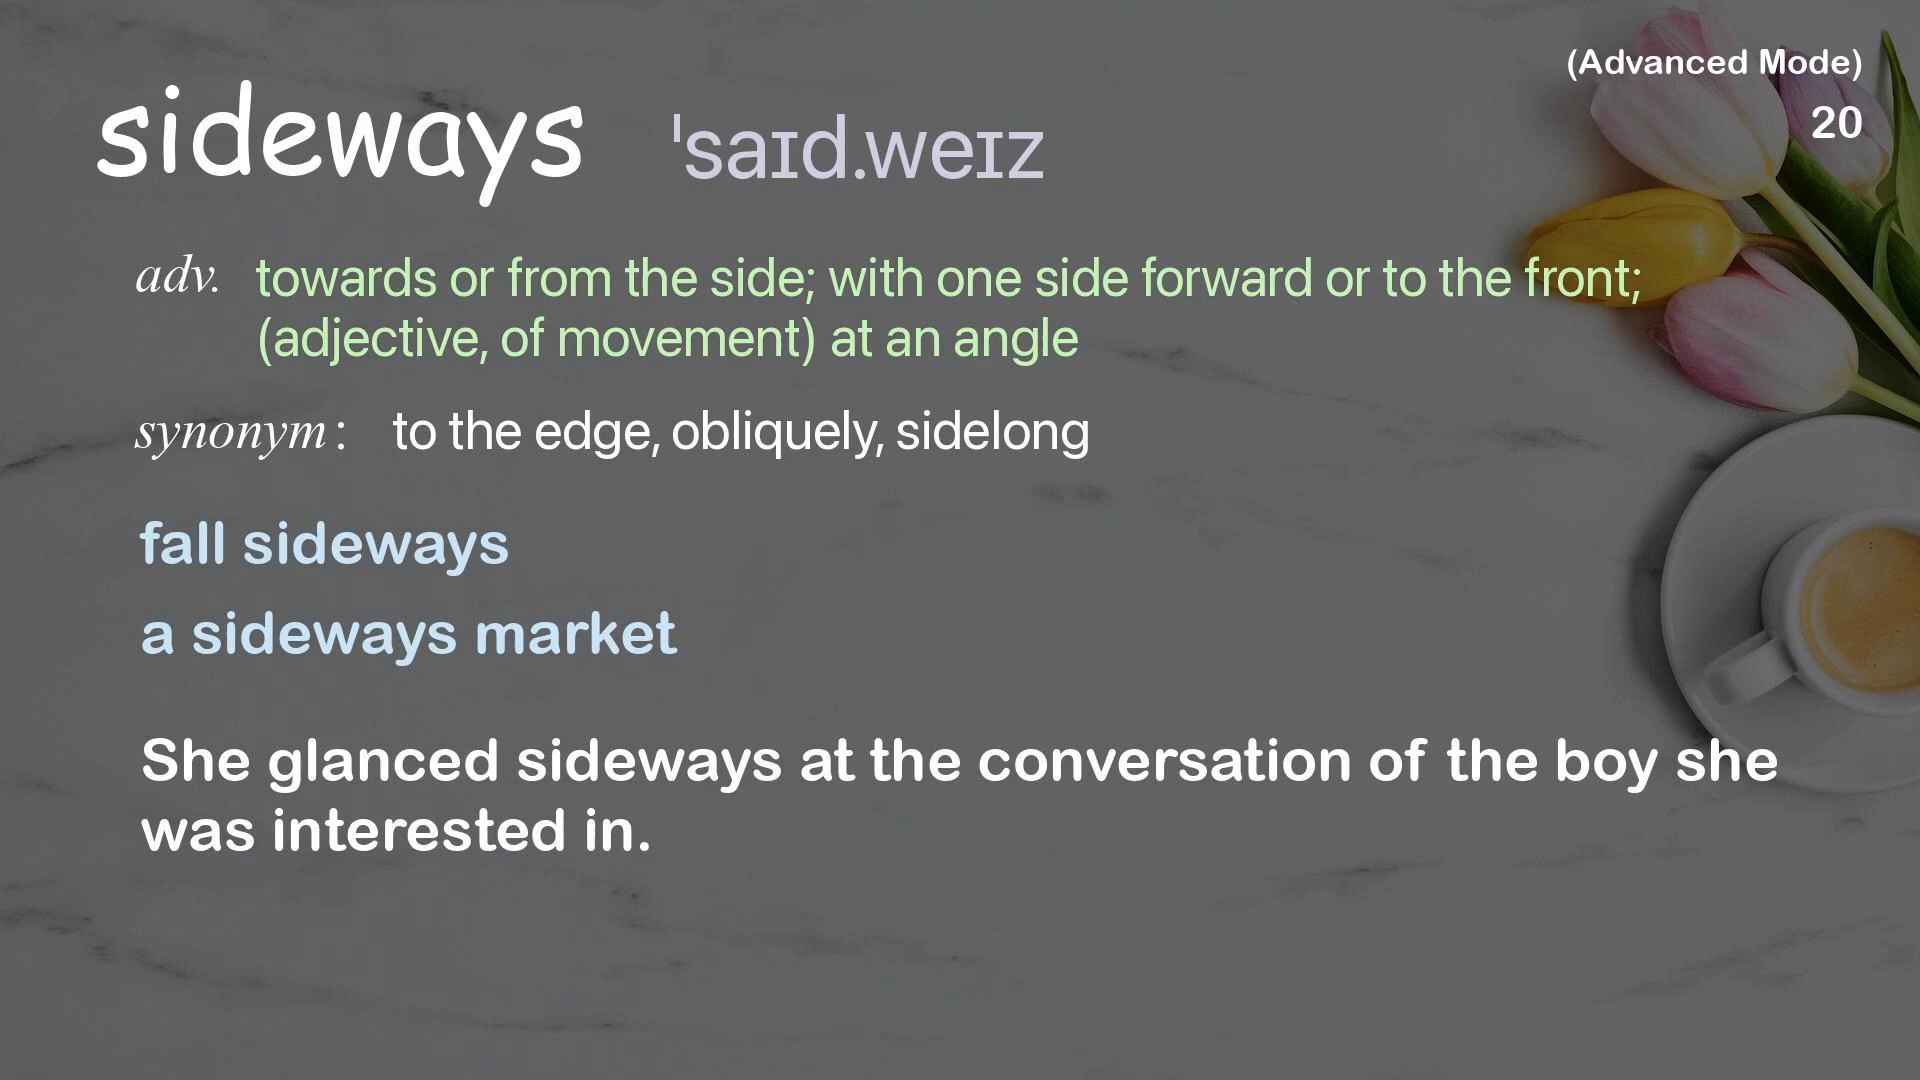 (Advanced Mode)
sideways ˈsaɪd.weɪz
20
adv. towards or from the side; with one side forward or to the front;
(adjective, of movement) at an angle
synonym: to the edge, obliquely, sidelong
fall sideways
a sideways market
She glanced sideways at the conversation of the boy she
was interested in.